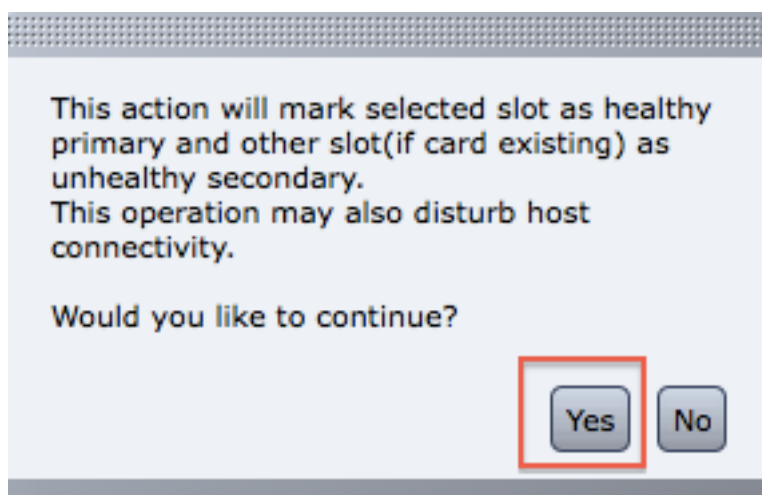 This action will mark selected slot as healthy
primary and other slot(if card existing) as
unhealthy secondary.
This operation may also disturb host
connectivity.
Would you like to continue?
Yes No